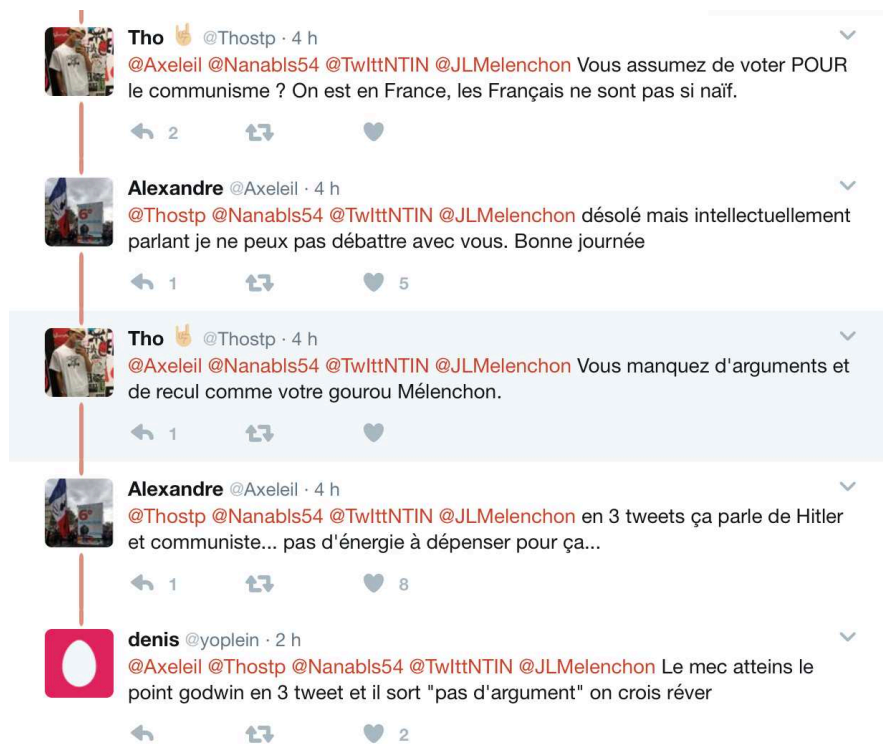 Tho 🤘 @Thostp · 4 h
@Axeleil @Nanabls54 @TwIttNTIN @JLMelenchon Vous assumez de voter POUR
le communisme ? On est en France, les Français ne sont pas si naïf.
2
Alexandre @Axeleil · 4 h
@Thostp @Nanabls54 @TwIttNTIN @JLMelenchon désolé mais intellectuellement
parlant je ne peux pas débattre avec vous. Bonne journée
1 5
Tho 🤘 @Thostp · 4 h
@Axeleil @Nanabls54 @TwIttNTIN @JLMelenchon Vous manquez d'arguments et
de recul comme votre gourou Mélenchon.
1
Alexandre @Axeleil · 4 h
@Thostp @Nanabls54 @TwIttNTIN @JLMelenchon en 3 tweets ça parle de Hitler
et communiste... pas d'énergie à dépenser pour ça...
1 8
denis @yoplein · 2 h
@Axeleil @Thostp @Nanabls54 @TwIttNTIN @JLMelenchon Le mec atteins le
point godwin en 3 tweet et il sort "pas d'argument" on crois réver
2